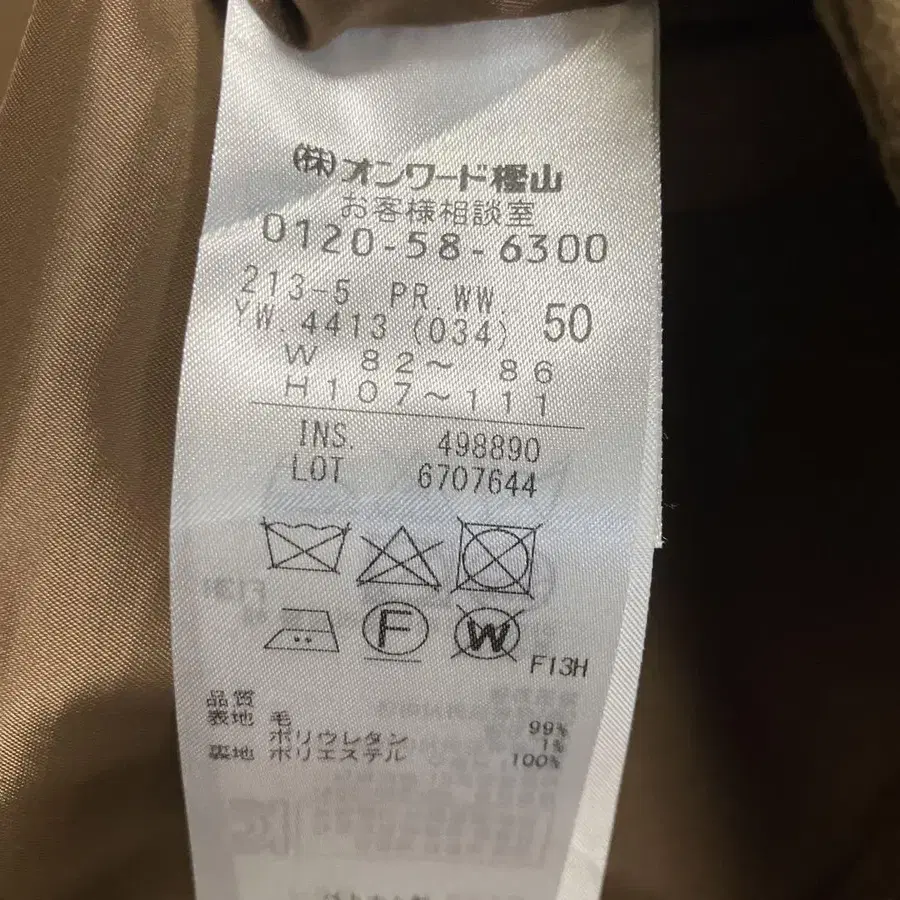 (株)オンワード樫山
お客様相談室
0120-58-6300
213-5 PR.WW.
YW.4413 (034) 50
W 82～ 86
H107～111
INS. 498890
LOT 6707644
F
W
F13H
品質
表地 毛 99%
ポリウレタン 1%
裏地 ポリエステル 100%